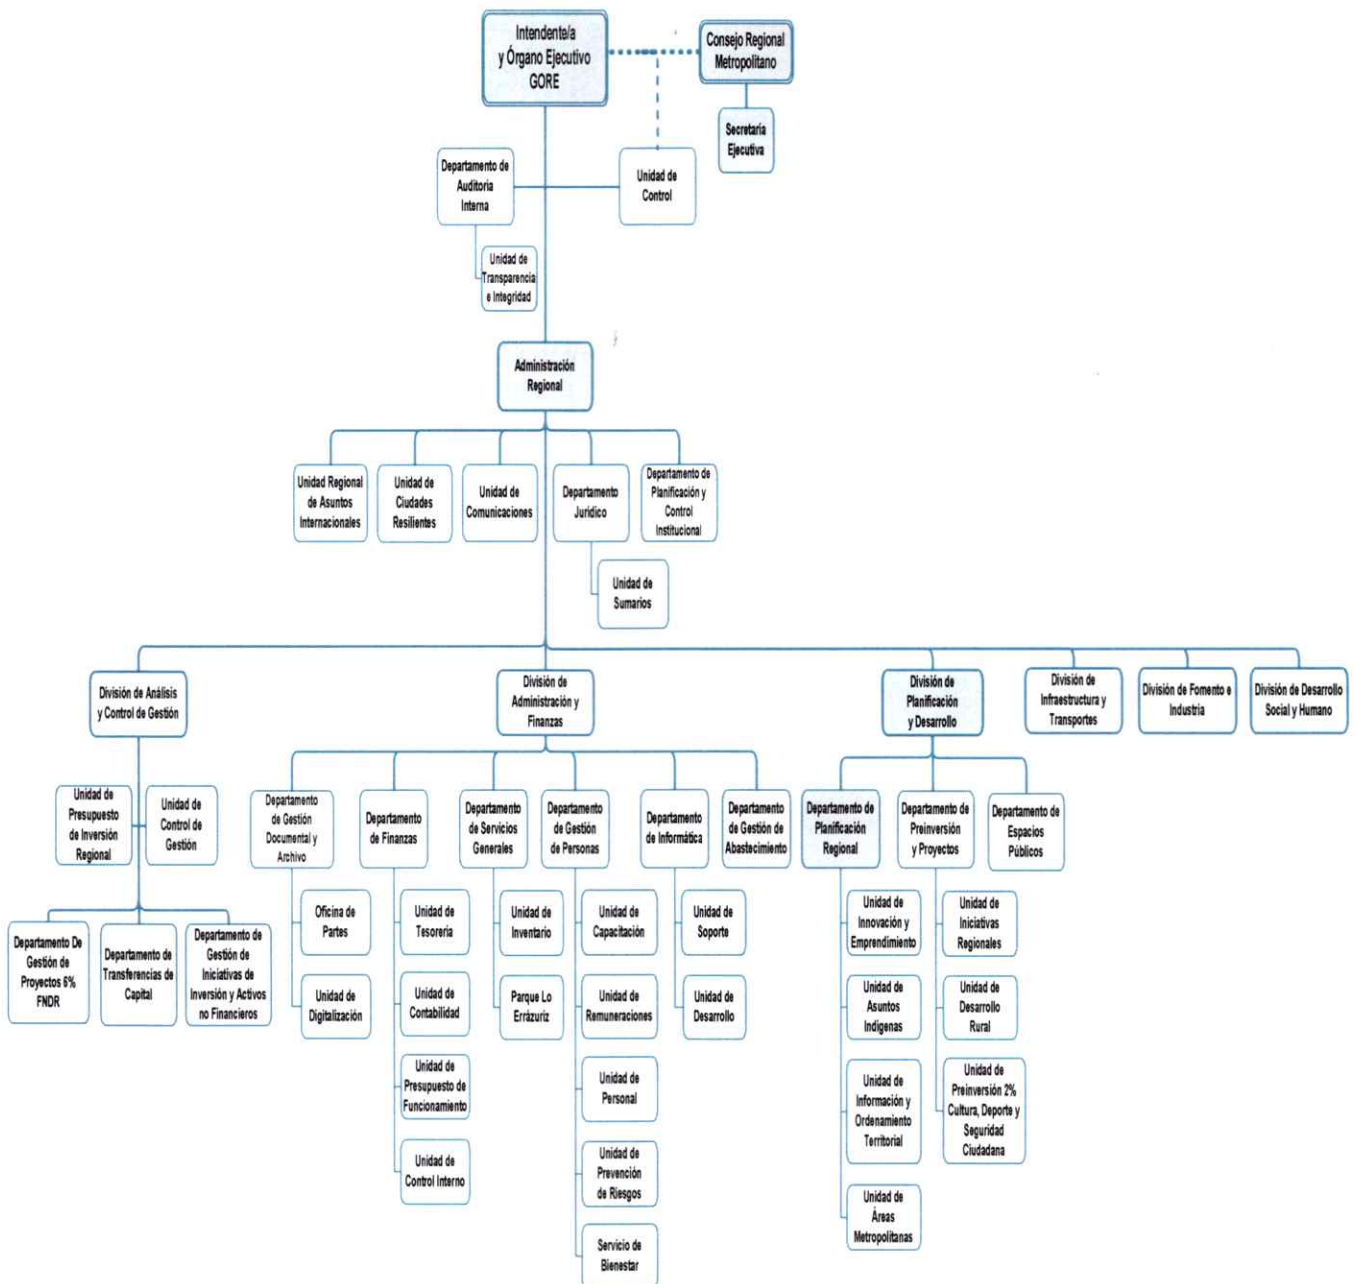 Intendente/a
y Órgano Ejecutivo
GORE
Consejo Regional
Metropolitano
Secretaría
Ejecutiva
Departamento de
Auditoría
Interna
Unidad de
Control
Unidad de
Transparencia
e Integridad
Administración
Regional
Unidad Regional
de Asuntos
Internacionales
Unidad de
Ciudades
Resilientes
Unidad de
Comunicaciones
Departamento
Jurídico
Departamento de
Planificación y
Control
Institucional
Unidad de
Sumarios
División de Análisis
y Control de Gestión
División de
Administración y
Finanzas
División de
Planificación
y Desarrollo
División de
Infraestructura y
Transportes
División de Fomento e
Industria
División de Desarrollo
Social y Humano
Unidad de
Presupuesto
de Inversión
Regional
Unidad de
Control de
Gestión
Departamento De
Gestión de
Proyectos 6%
FNDR
Departamento de
Transferencias de
Capital
Departamento de
Gestión de
Iniciativas de
Inversión y Activos
no Financieros
Departamento
de Gestión
Documental y
Archivo
Departamento
de Finanzas
Departamento
de Servicios
Generales
Departamento
de Gestión
de Personas
Departamento
de Informática
Departamento
de Gestión de
Abastecimiento
Oficina de
Partes
Unidad de
Digitalización
Unidad de
Tesorería
Unidad de
Contabilidad
Unidad de
Presupuesto de
Funcionamiento
Unidad de
Control Interno
Unidad de
Inventario
Parque Lo
Errázuriz
Unidad de
Capacitación
Unidad de
Remuneraciones
Unidad de
Personal
Unidad de
Prevención
de Riesgos
Servicio de
Bienestar
Unidad de
Soporte
Unidad de
Desarrollo
Departamento de
Planificación
Regional
Departamento de
Preinversión
y Proyectos
Departamento de
Espacios
Públicos
Unidad de
Innovación y
Emprendimiento
Unidad de
Asuntos
Indígenas
Unidad de
Información y
Ordenamiento
Territorial
Unidad de
Áreas
Metropolitanas
Unidad de
Iniciativas
Regionales
Unidad de
Desarrollo
Rural
Unidad de
Preinversión 2%
Cultura, Deporte y
Seguridad
Ciudadana